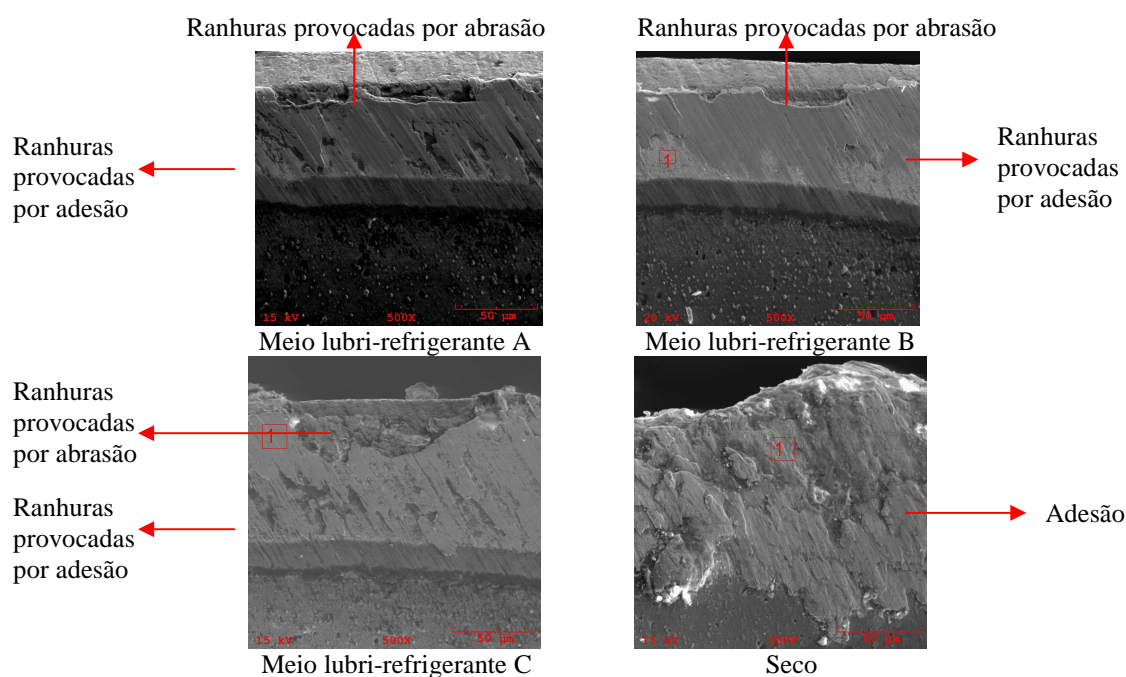 Ranhuras provocadas por abrasão
Ranhuras provocadas por abrasão
Ranhuras
provocadas
por adesão
Ranhuras
provocadas
por adesão
1
15 kV 500X 50 µm
20 kV 500X 50 µm
Meio lubri-refrigerante A
Meio lubri-refrigerante B
Ranhuras
provocadas
por abrasão
Ranhuras
provocadas
por adesão
1
1
Adesão
15 kV 500X 50 µm
15 kV 500X 50 µm
Meio lubri-refrigerante C
Seco